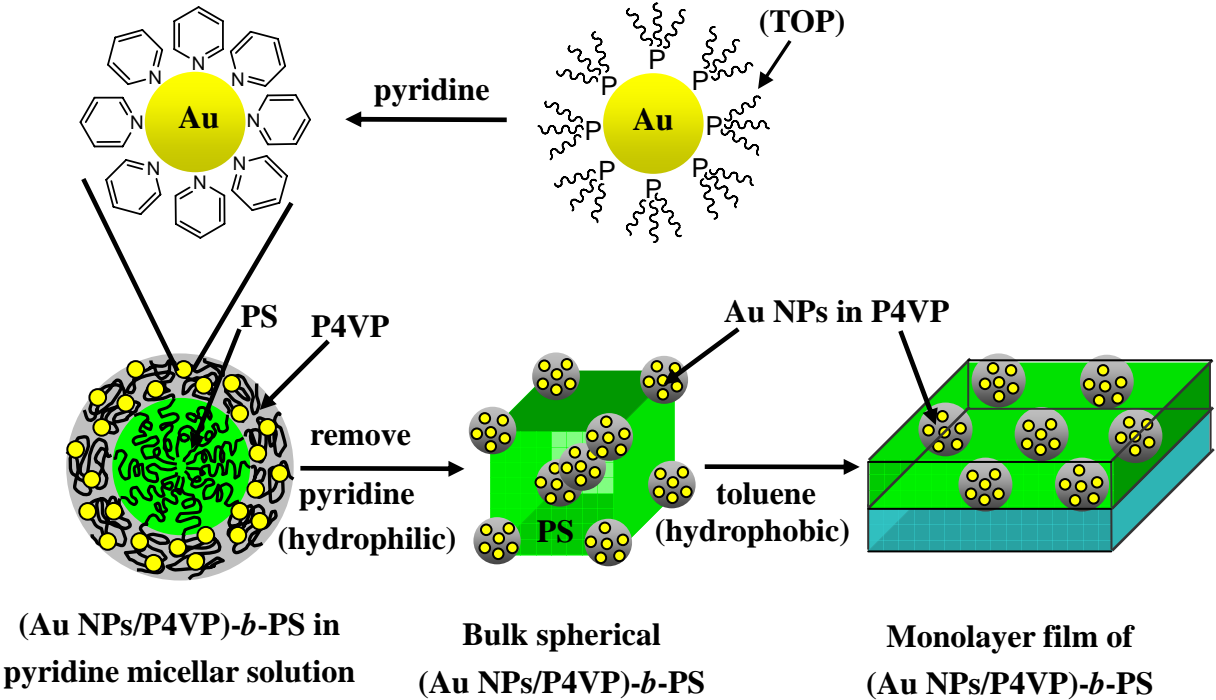 (TOP)
N N N N N N N N
Au
pyridine
P P P P P P P P
Au
PS
P4VP
Au NPs in P4VP
remove
pyridine
(hydrophilic)
PS
toluene
(hydrophobic)
(Au NPs/P4VP)-b-PS in
pyridine micellar solution
Bulk spherical
(Au NPs/P4VP)-b-PS
Monolayer film of
(Au NPs/P4VP)-b-PS